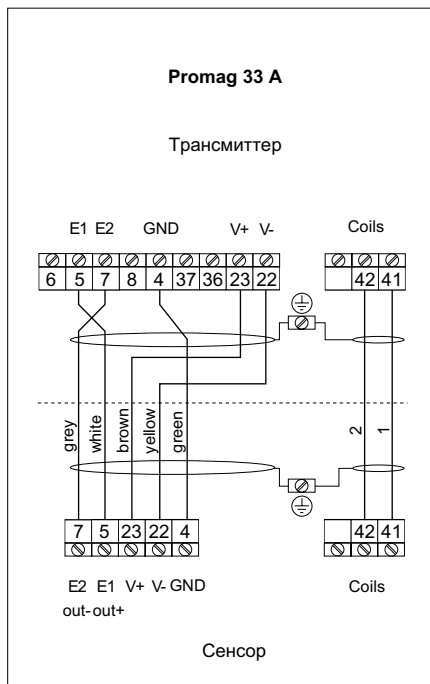 Promag 33 A
Трансмиттер
E1 E2 GND V+ V- Coils
6 5 7 8 4 37 36 23 22 42 41
grey white brown yellow green 2 1
7 5 23 22 4 42 41
E2 E1 V+ V- GND Coils
out- out+
Сенсор